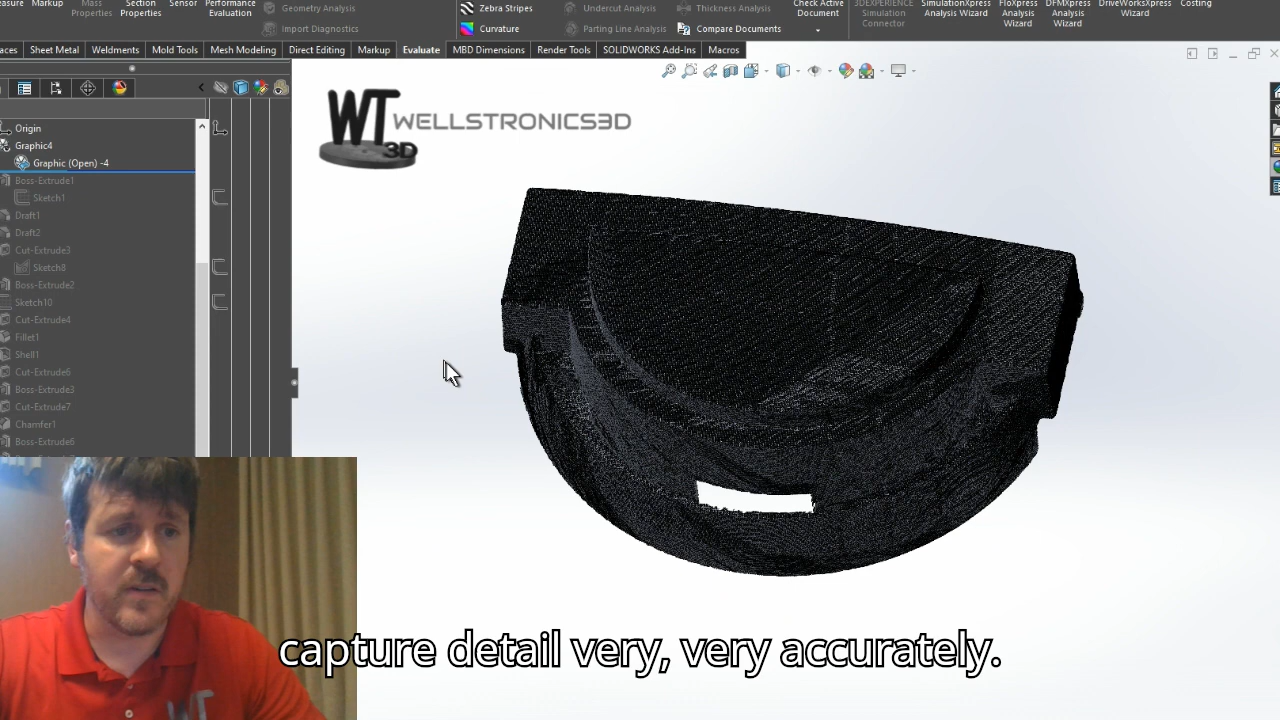 Measure Markup Mass Properties Section Properties Sensor Performance Evaluation
Geometry Analysis
Import Diagnostics
Zebra Stripes
Curvature
Undercut Analysis
Parting Line Analysis
Thickness Analysis
Compare Documents
Check Active Document
3DEXPERIENCE Simulation Connector
SimulationXpress Analysis Wizard
FloXpress Analysis Wizard
DFMXpress Analysis Wizard
DriveWorksXpress Wizard
Costing
Sheet Metal Weldments Mold Tools Mesh Modeling Direct Editing Markup Evaluate MBD Dimensions Render Tools SOLIDWORKS Add-Ins Macros
WT
3D
WELLSTRONICS3D
Origin
Graphic4
Graphic (Open) -4
Boss-Extrude1
Sketch1
Draft1
Draft2
Cut-Extrude3
Sketch8
Boss-Extrude2
Sketch10
Cut-Extrude4
Fillet1
Shell1
Cut-Extrude6
Boss-Extrude3
Cut-Extrude7
Chamfer1
Boss-Extrude6
WT
capture detail very, very accurately.